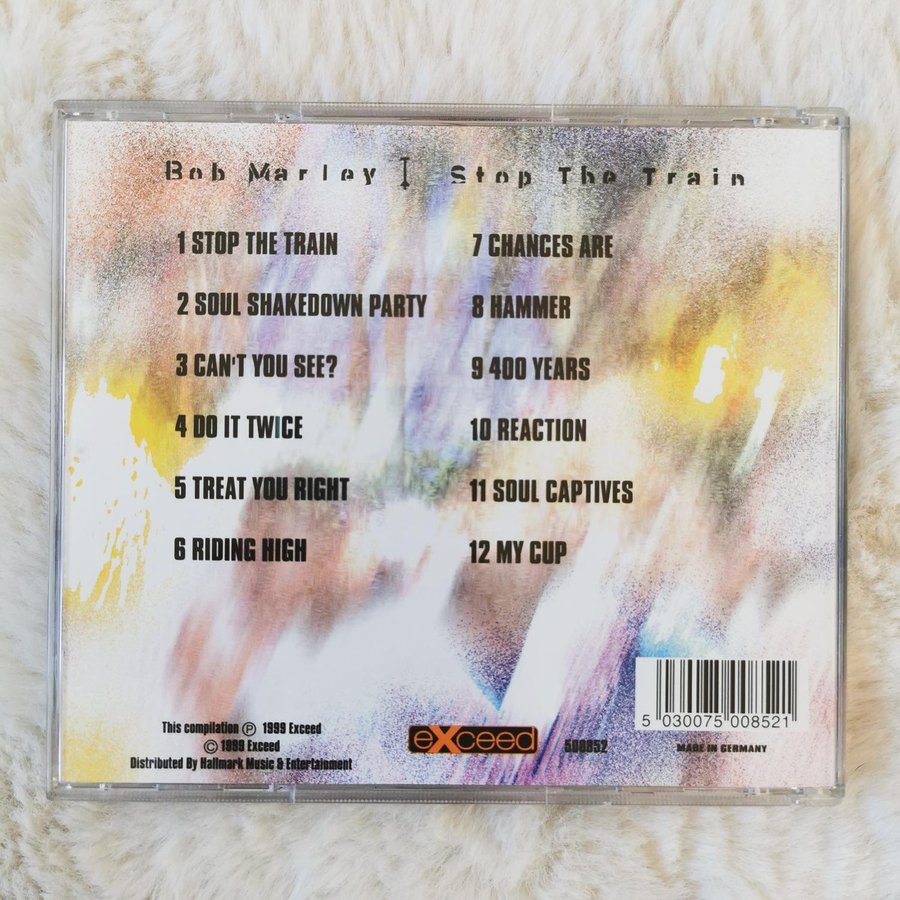 Bob Marley Stop The Train
1 STOP THE TRAIN
2 SOUL SHAKEDOWN PARTY
3 CAN'T YOU SEE?
4 DO IT TWICE
5 TREAT YOU RIGHT
6 RIDING HIGH
7 CHANCES ARE
8 HAMMER
9 400 YEARS
10 REACTION
11 SOUL CAPTIVES
12 MY CUP
This compilation ℗ 1999 Exceed
© 1999 Exceed
Distributed By Hallmark Music & Entertainment
eXceed
500852
5 030075 008521
MADE IN GERMANY